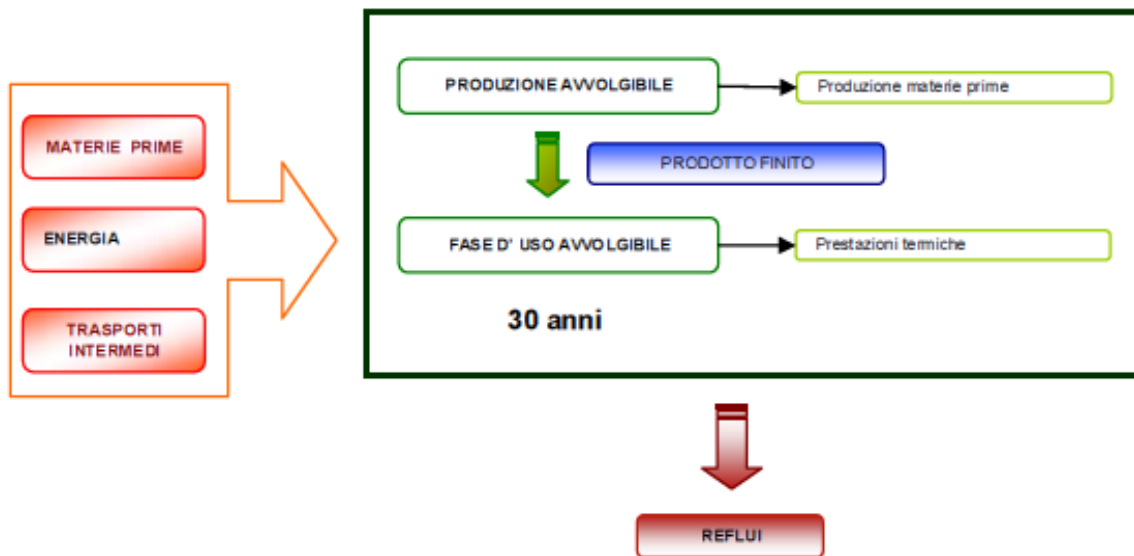 MATERIE PRIME
ENERGIA
TRASPORTI
INTERMEDI
PRODUZIONE AVVOLGIBILE
Produzione materie prime
PRODOTTO FINITO
FASE D' USO AVVOLGIBILE
Prestazioni termiche
30 anni
REFLUI